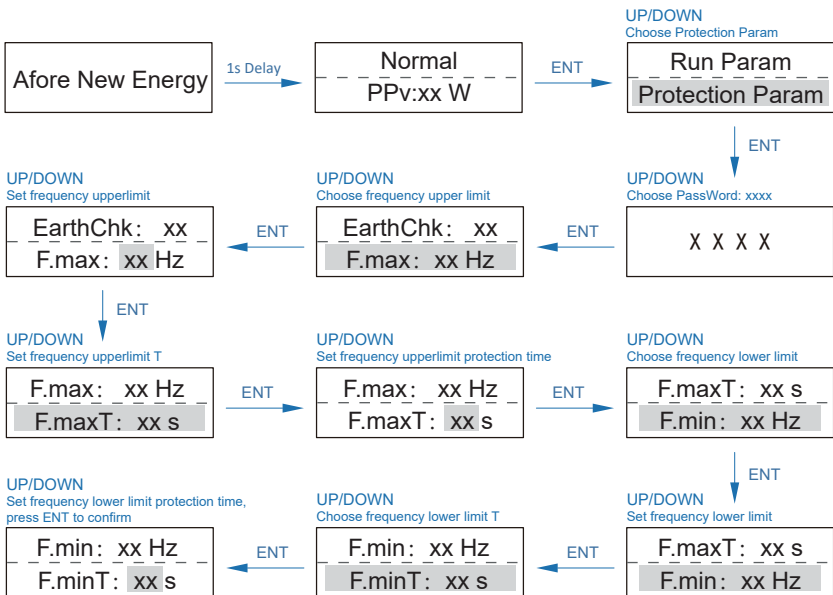 UP/DOWN
Choose Protection Param
Afore New Energy
1s Delay
Normal
PPv:xx W
ENT
Run Param
Protection Param
ENT
UP/DOWN
Set frequency upperlimit
EarthChk: xx
F.max: xx Hz
ENT
UP/DOWN
Choose frequency upper limit
EarthChk: xx
F.max: xx Hz
ENT
UP/DOWN
Choose PassWord: xxxx
X X X X
ENT
UP/DOWN
Set frequency upperlimit T
F.max: xx Hz
F.maxT: xx s
ENT
UP/DOWN
Set frequency upperlimit protection time
F.max: xx Hz
F.maxT: xx s
ENT
UP/DOWN
Choose frequency lower limit
F.maxT: xx s
F.min: xx Hz
ENT
UP/DOWN
Set frequency lower limit protection time,
press ENT to confirm
F.min: xx Hz
F.minT: xx s
ENT
UP/DOWN
Choose frequency lower limit T
F.min: xx Hz
F.minT: xx s
ENT
UP/DOWN
Set frequency lower limit
F.maxT: xx s
F.min: xx Hz